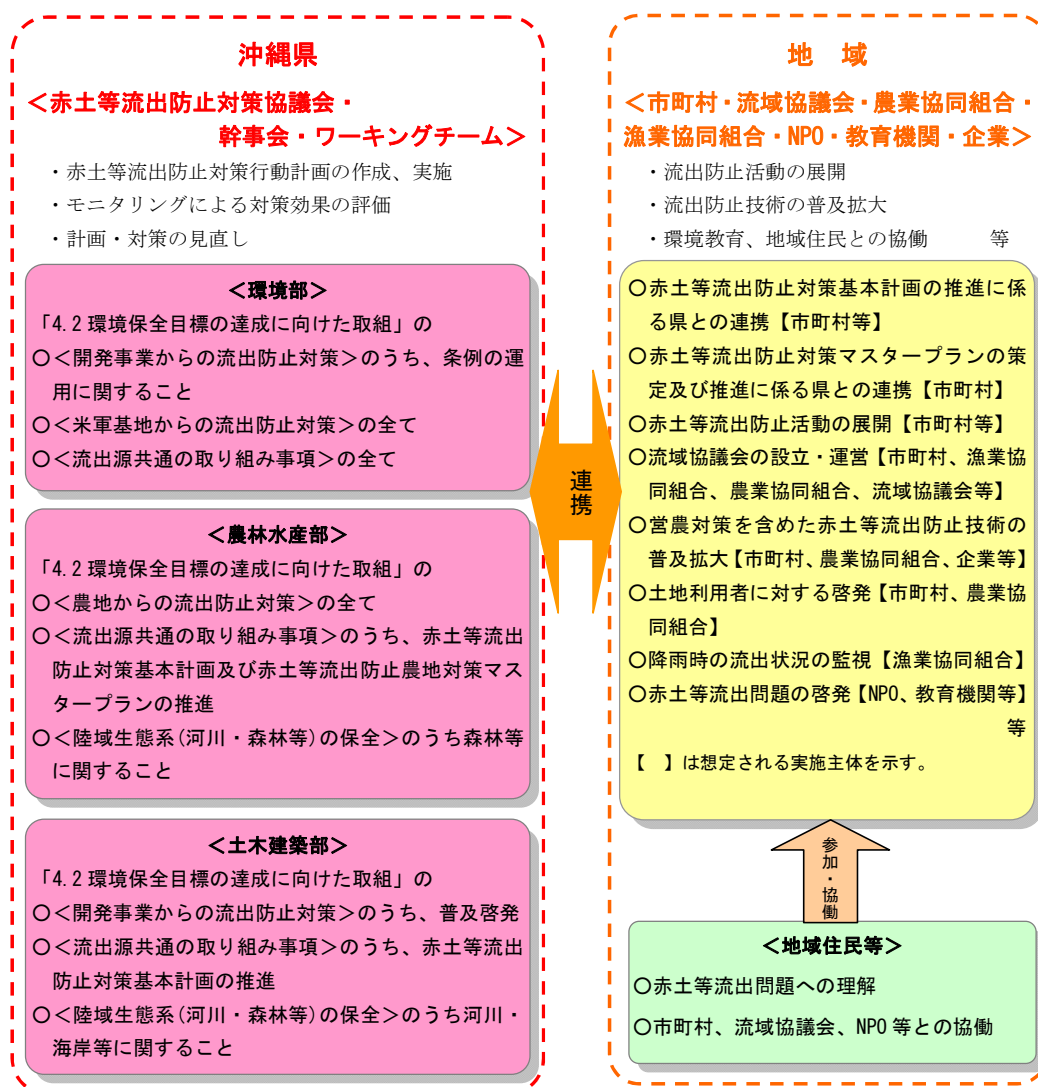 沖縄県
＜赤土等流出防止対策協議会・
幹事会・ワーキングチーム＞
・赤土等流出防止対策行動計画の作成、実施
・モニタリングによる対策効果の評価
・計画・対策の見直し
＜環境部＞
「4.2 環境保全目標の達成に向けた取組」の
○＜開発事業からの流出防止対策＞のうち、条例の運
用に関すること
○＜米軍基地からの流出防止対策＞の全て
○＜流出源共通の取り組み事項＞の全て
＜農林水産部＞
「4.2 環境保全目標の達成に向けた取組」の
○＜農地からの流出防止対策＞の全て
○＜流出源共通の取り組み事項＞のうち、赤土等流出
防止対策基本計画及び赤土等流出防止農地対策マス
タープランの推進
○＜陸域生態系(河川・森林等)の保全＞のうち森林等
に関すること
＜土木建築部＞
「4.2 環境保全目標の達成に向けた取組」の
○＜開発事業からの流出防止対策＞のうち、普及啓発
○＜流出源共通の取り組み事項＞のうち、赤土等流出
防止対策基本計画の推進
○＜陸域生態系(河川・森林等)の保全＞のうち河川・
海岸等に関すること
連携
地　域
＜市町村・流域協議会・農業協同組合・
漁業協同組合・NPO・教育機関・企業＞
・流出防止活動の展開
・流出防止技術の普及拡大
・環境教育、地域住民との協働　　　等
○赤土等流出防止対策基本計画の推進に係
る県との連携【市町村等】
○赤土等流出防止対策マスタープランの策
定及び推進に係る県との連携【市町村】
○赤土等流出防止活動の展開【市町村等】
○流域協議会の設立・運営【市町村、漁業協
同組合、農業協同組合、流域協議会等】
○営農対策を含めた赤土等流出防止技術の
普及拡大【市町村、農業協同組合、企業等】
○土地利用者に対する啓発【市町村、農業協
同組合】
○降雨時の流出状況の監視【漁業協同組合】
○赤土等流出問題の啓発【NPO、教育機関等】
等
【　】は想定される実施主体を示す。
参加・協働
＜地域住民等＞
○赤土等流出問題への理解
○市町村、流域協議会、NPO 等との協働